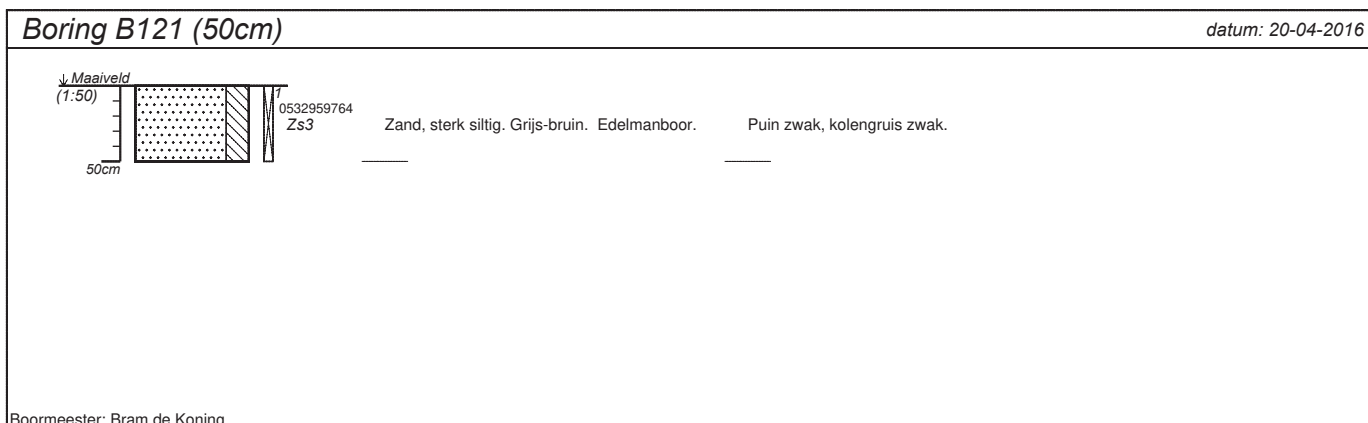 Boring B121 (50cm) datum: 20-04-2016
Maaiveld
(1:50) 1
0532959764
Zs3 Zand, sterk siltig. Grijs-bruin. Edelmanboor. Puin zwak, kolengruis zwak.
50cm
Boormeester: Bram de Koning